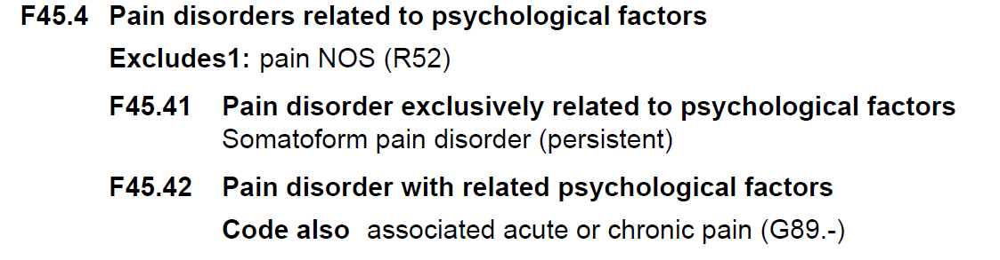 F45.4 Pain disorders related to psychological factors
Excludes1: pain NOS (R52)
F45.41 Pain disorder exclusively related to psychological factors
Somatoform pain disorder (persistent)
F45.42 Pain disorder with related psychological factors
Code also associated acute or chronic pain (G89.-)